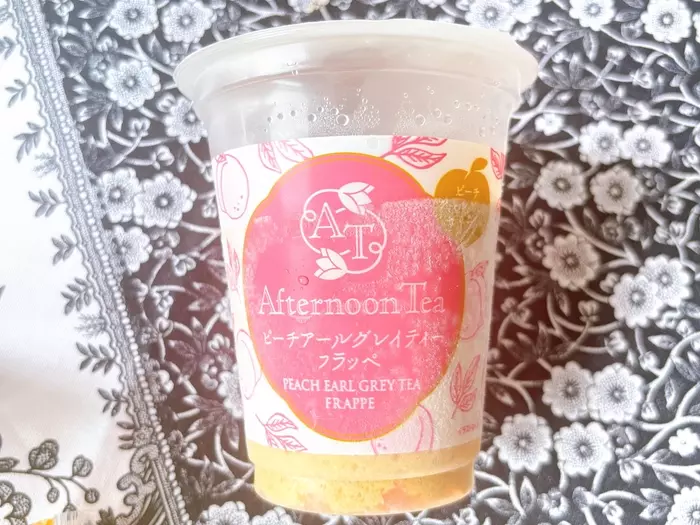 ピーチ
AT
Afternoon Tea
ピーチアールグレイティー
フラッペ
PEACH EARL GREY TEA
FRAPPE